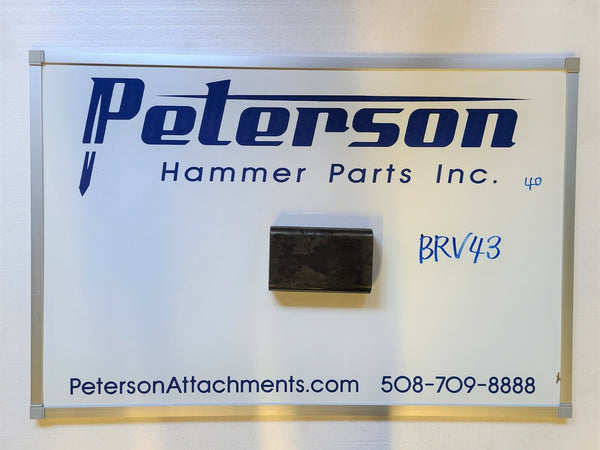 Peterson
Hammer Parts Inc.
40
BRV43
PetersonAttachments.com 508-709-8888